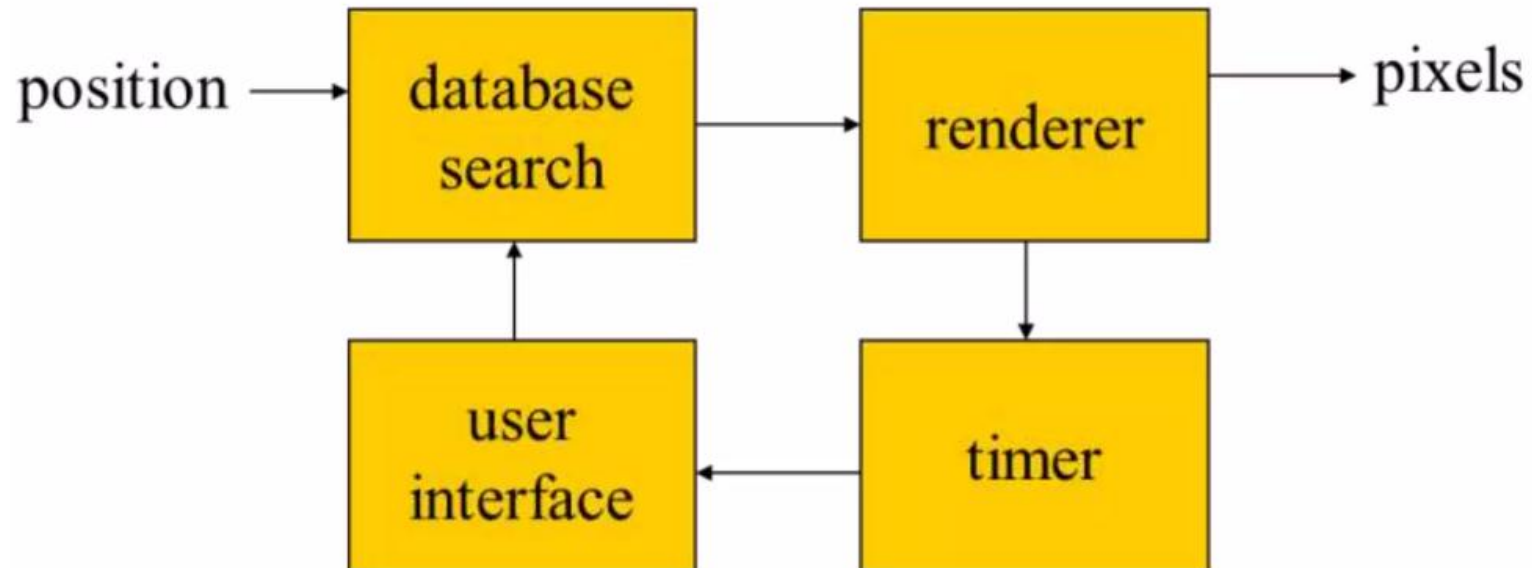 position
database
search
renderer
pixels
user
interface
timer